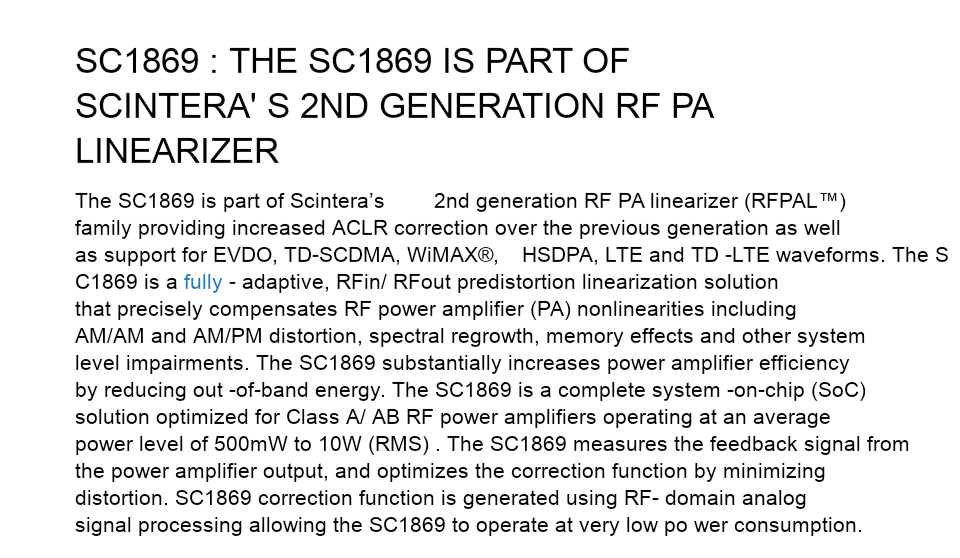 SC1869 : THE SC1869 IS PART OF
SCINTERA' S 2ND GENERATION RF PA
LINEARIZER
The SC1869 is part of Scintera’s 2nd generation RF PA linearizer (RFPAL™)
family providing increased ACLR correction over the previous generation as well
as support for EVDO, TD-SCDMA, WiMAX®, HSDPA, LTE and TD -LTE waveforms. The S
C1869 is a fully - adaptive, RFin/ RFout predistortion linearization solution
that precisely compensates RF power amplifier (PA) nonlinearities including
AM/AM and AM/PM distortion, spectral regrowth, memory effects and other system
level impairments. The SC1869 substantially increases power amplifier efficiency
by reducing out -of-band energy. The SC1869 is a complete system -on-chip (SoC)
solution optimized for Class A/ AB RF power amplifiers operating at an average
power level of 500mW to 10W (RMS) . The SC1869 measures the feedback signal from
the power amplifier output, and optimizes the correction function by minimizing
distortion. SC1869 correction function is generated using RF- domain analog
signal processing allowing the SC1869 to operate at very low po wer consumption.